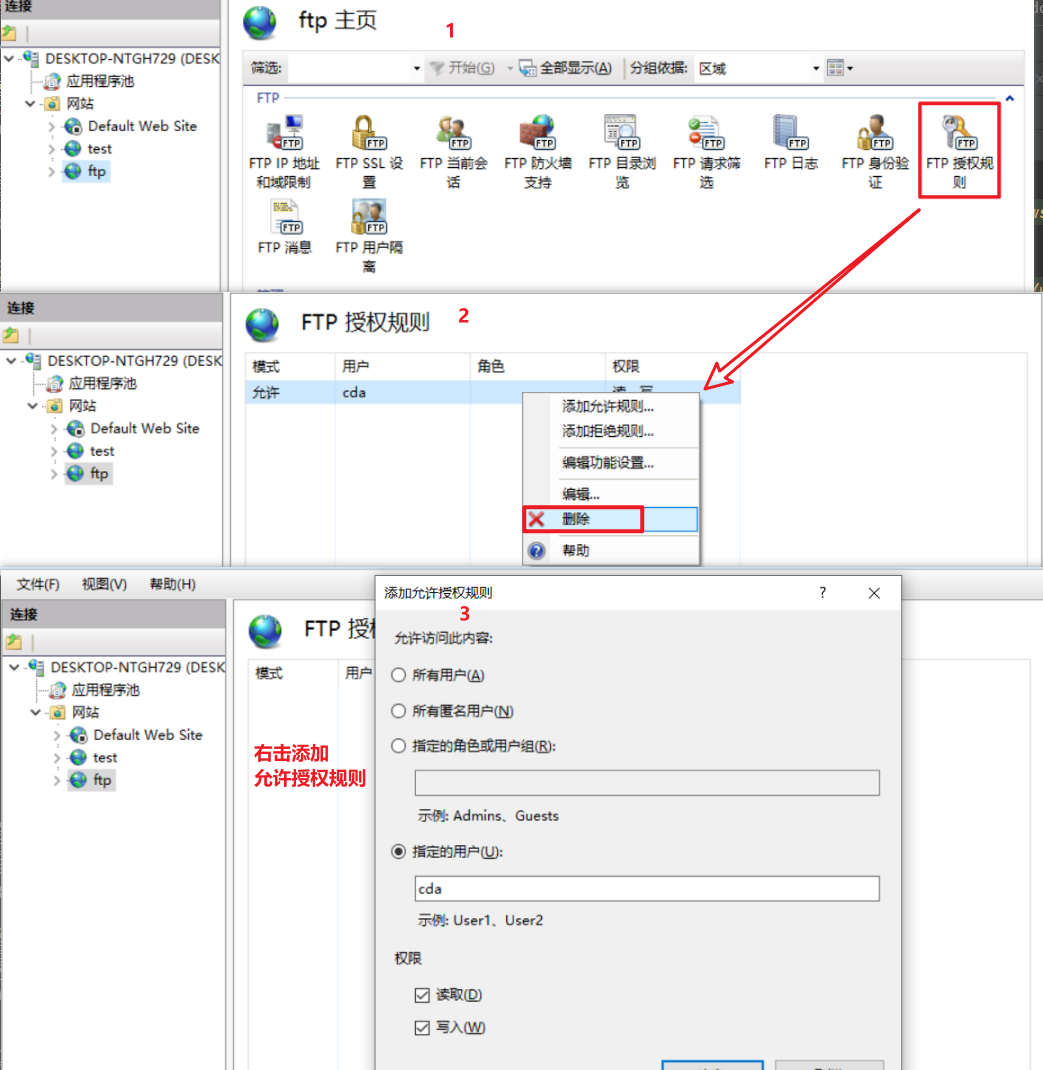 连接
DESKTOP-NTGH729 (DESK
应用程序池
网站
Default Web Site
test
ftp
ftp 主页
1
筛选:
开始(G)
全部显示(A)
分组依据:
区域
FTP
FTP IP 地址和域限制
FTP SSL 设置
FTP 当前会话
FTP 防火墙支持
FTP 目录浏览
FTP 请求筛选
FTP 日志
FTP 身份验证
FTP 授权规则
FTP 消息
FTP 用户隔离
连接
DESKTOP-NTGH729 (DESK
应用程序池
网站
Default Web Site
test
ftp
FTP 授权规则
2
模式 用户 角色 权限
允许 cda
添加允许规则...
添加拒绝规则...
编辑功能设置...
编辑...
删除
帮助
文件(F) 视图(V) 帮助(H)
连接
DESKTOP-NTGH729 (DESK
应用程序池
网站
Default Web Site
test
ftp
FTP 授
模式 用户
右击添加
允许授权规则
添加允许授权规则
3
允许访问此内容:
所有用户(A)
所有匿名用户(N)
指定的角色或用户组(R):
示例: Admins、Guests
指定的用户(U):
cda
示例: User1、User2
权限
读取(D)
写入(W)